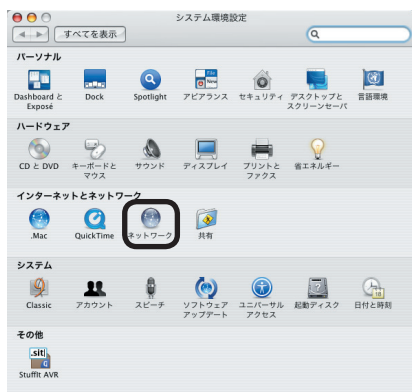 システム環境設定
すべてを表示
パーソナル
Dashboard と Exposé
Dock
Spotlight
File
New
アピアランス
セキュリティ
デスクトップと スクリーンセーバ
言語環境
ハードウェア
CD と DVD
キーボードと マウス
サウンド
ディスプレイ
プリントと ファクス
省エネルギー
インターネットとネットワーク
.Mac
QuickTime
ネットワーク
共有
システム
Classic
アカウント
スピーチ
ソフトウェア アップデート
ユニバーサル アクセス
起動ディスク
18
日付と時刻
その他
.sit
StuffIt AVR